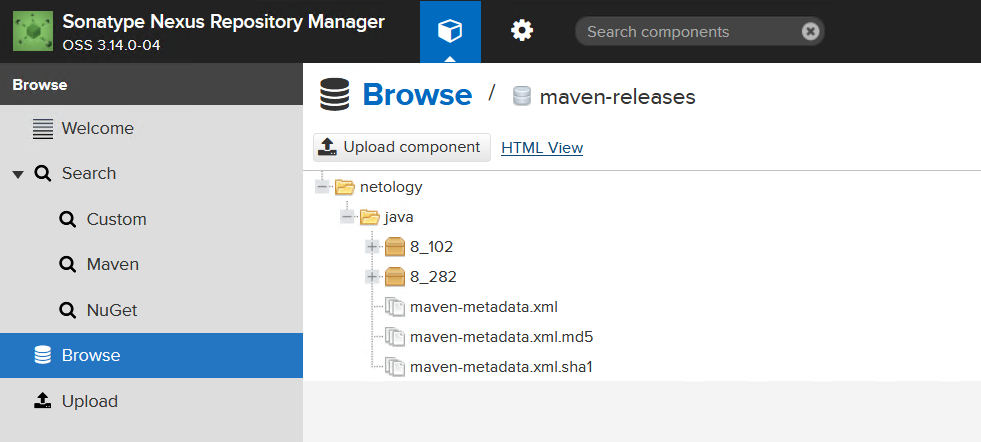 Sonatype Nexus Repository Manager
OSS 3.14.0-04
Search components
Browse
Welcome
Search
Custom
Maven
NuGet
Browse
Upload
Browse / maven-releases
Upload component HTML View
netology
java
8_102
8_282
maven-metadata.xml
maven-metadata.xml.md5
maven-metadata.xml.sha1